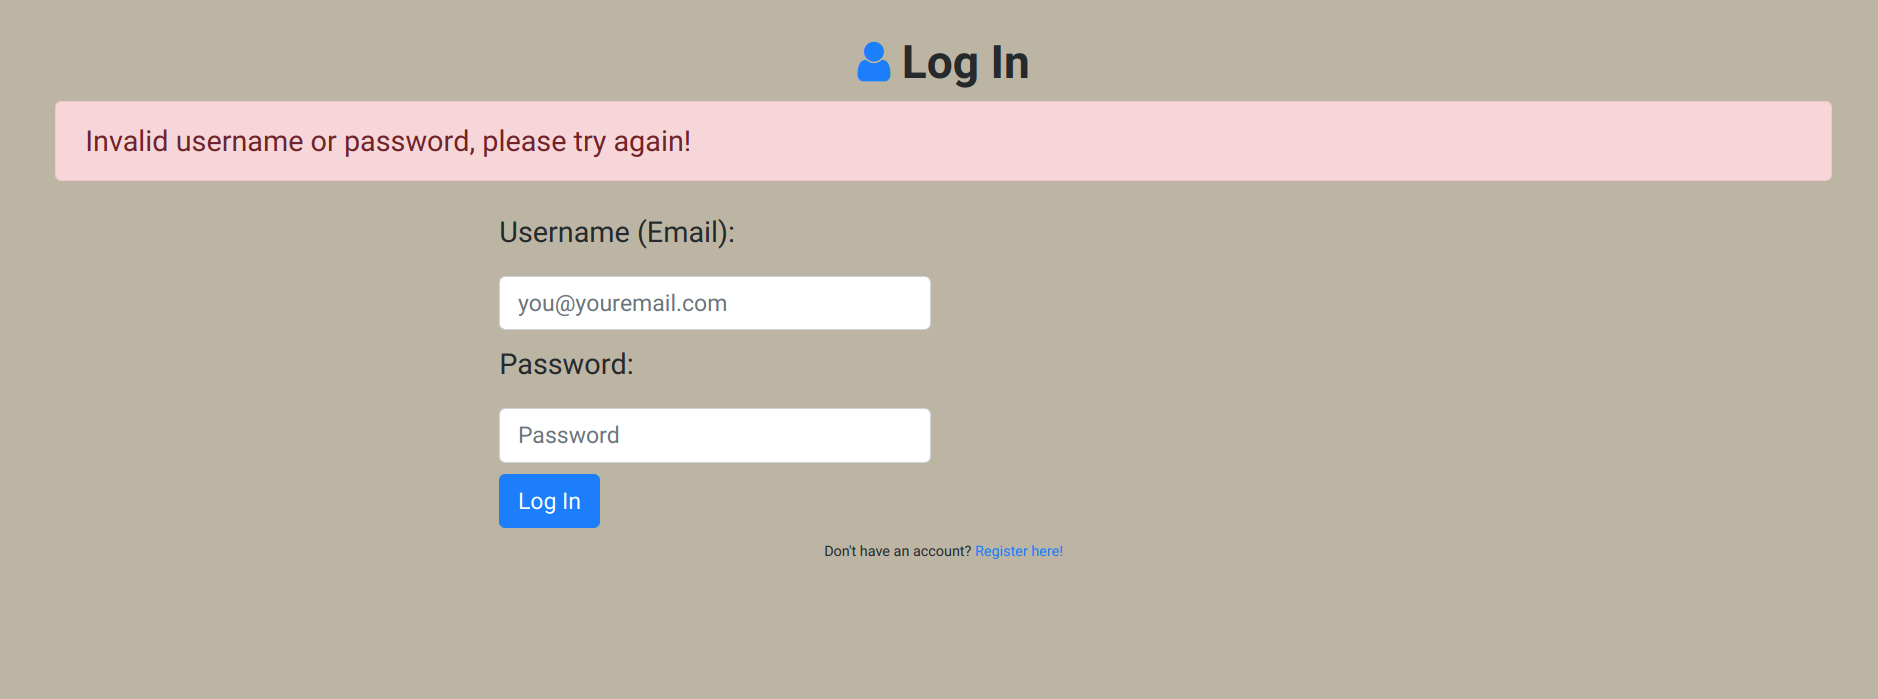 Log In
Invalid username or password, please try again!
Username (Email):
you@youremail.com
Password:
Password
Log In
Don't have an account? Register here!